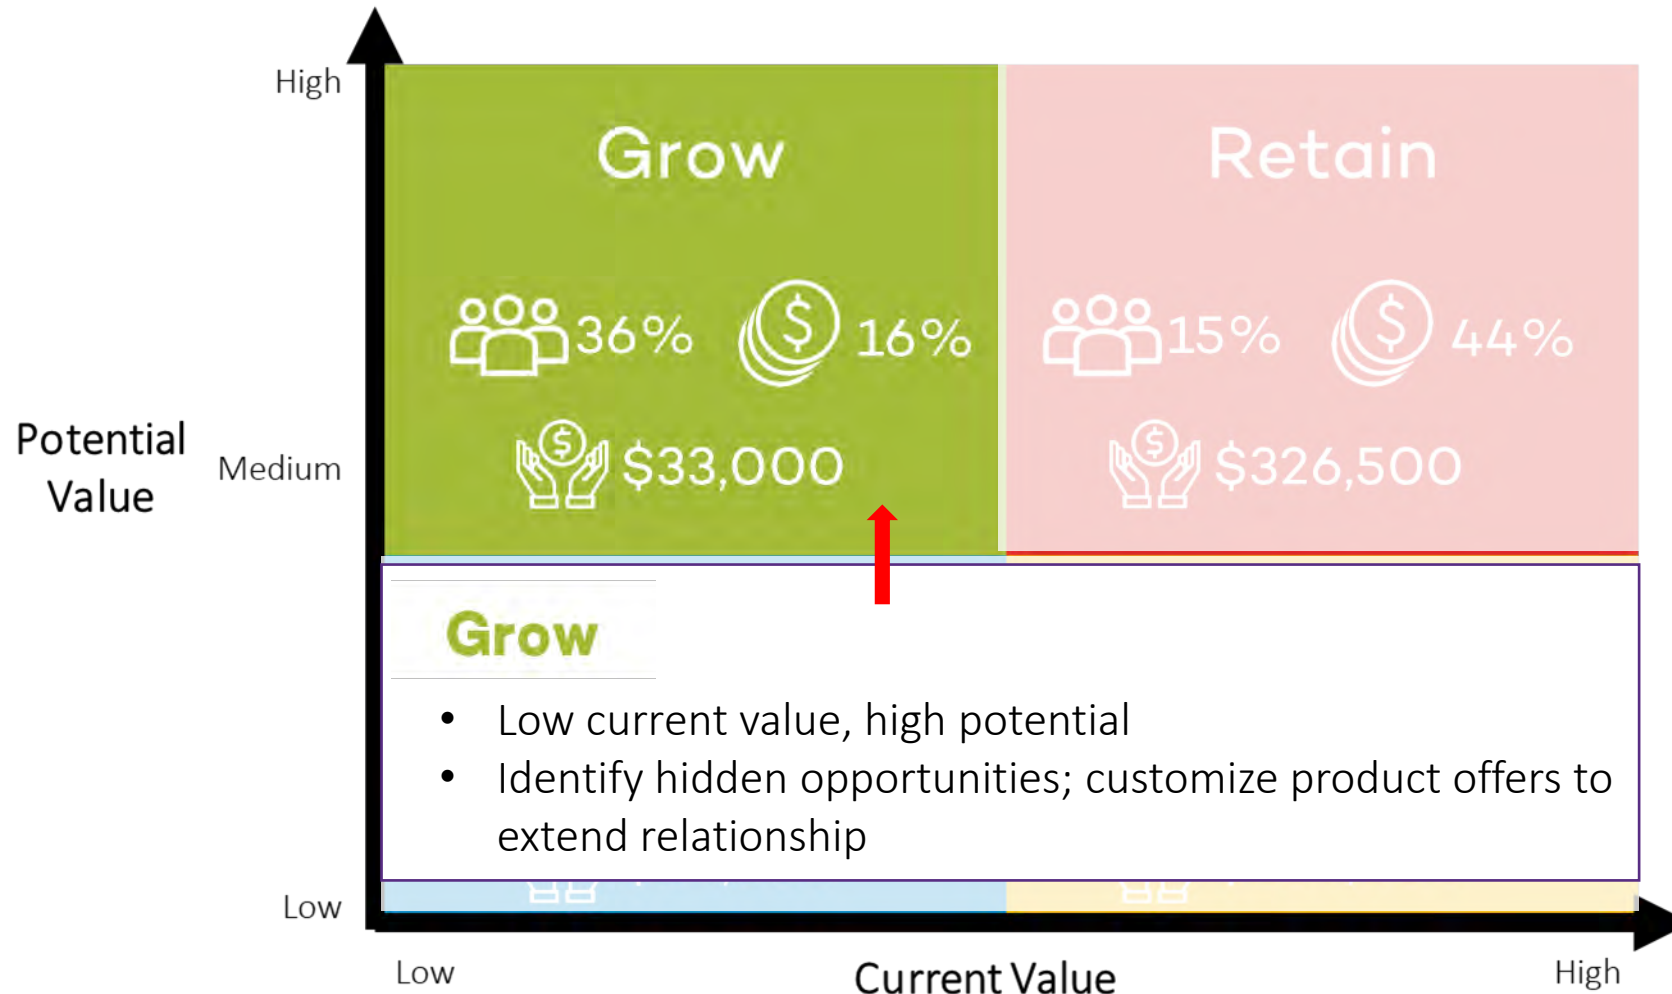 High
Grow
Retain
36%
16%
15%
44%
$33,000
$326,500
Potential
Value
Medium
Grow
• Low current value, high potential
• Identify hidden opportunities; customize product offers to
extend relationship
Low
Low
Current Value
High